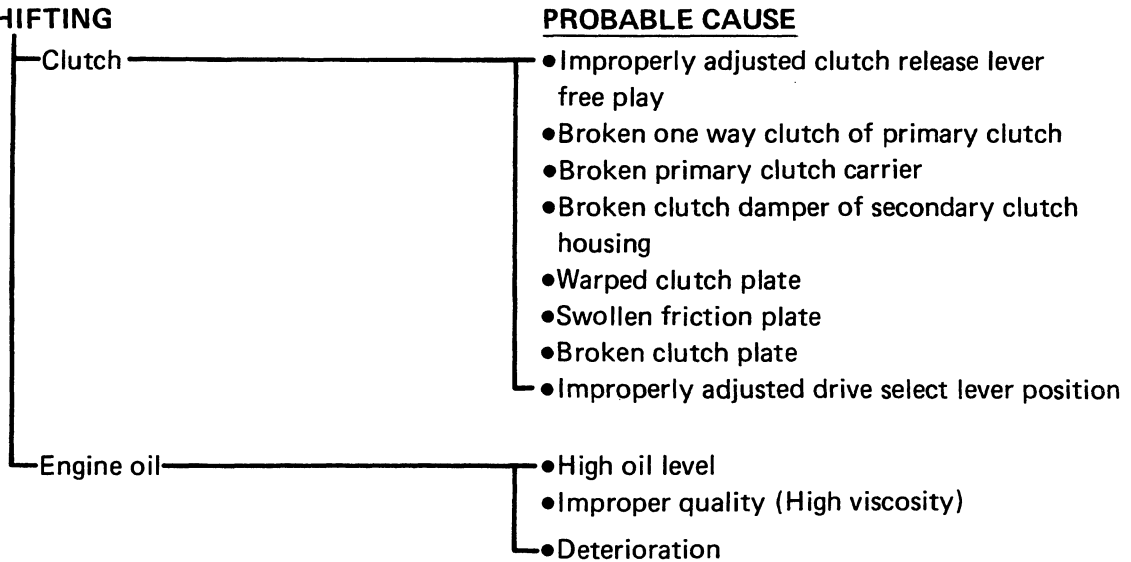 HIFTING
PROBABLE CAUSE
Clutch
●Improperly adjusted clutch release lever
free play
●Broken one way clutch of primary clutch
●Broken primary clutch carrier
●Broken clutch damper of secondary clutch
housing
●Warped clutch plate
●Swollen friction plate
●Broken clutch plate
●Improperly adjusted drive select lever position
Engine oil
●High oil level
●Improper quality (High viscosity)
●Deterioration